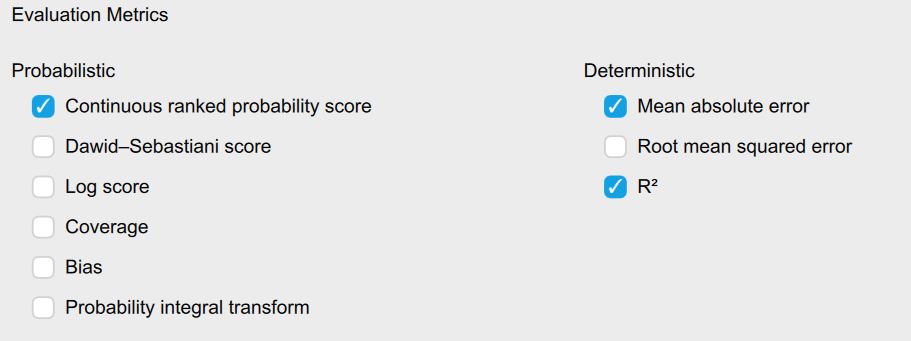 Evaluation Metrics
Probabilistic
Continuous ranked probability score
Dawid–Sebastiani score
Log score
Coverage
Bias
Probability integral transform
Deterministic
Mean absolute error
Root mean squared error
R²